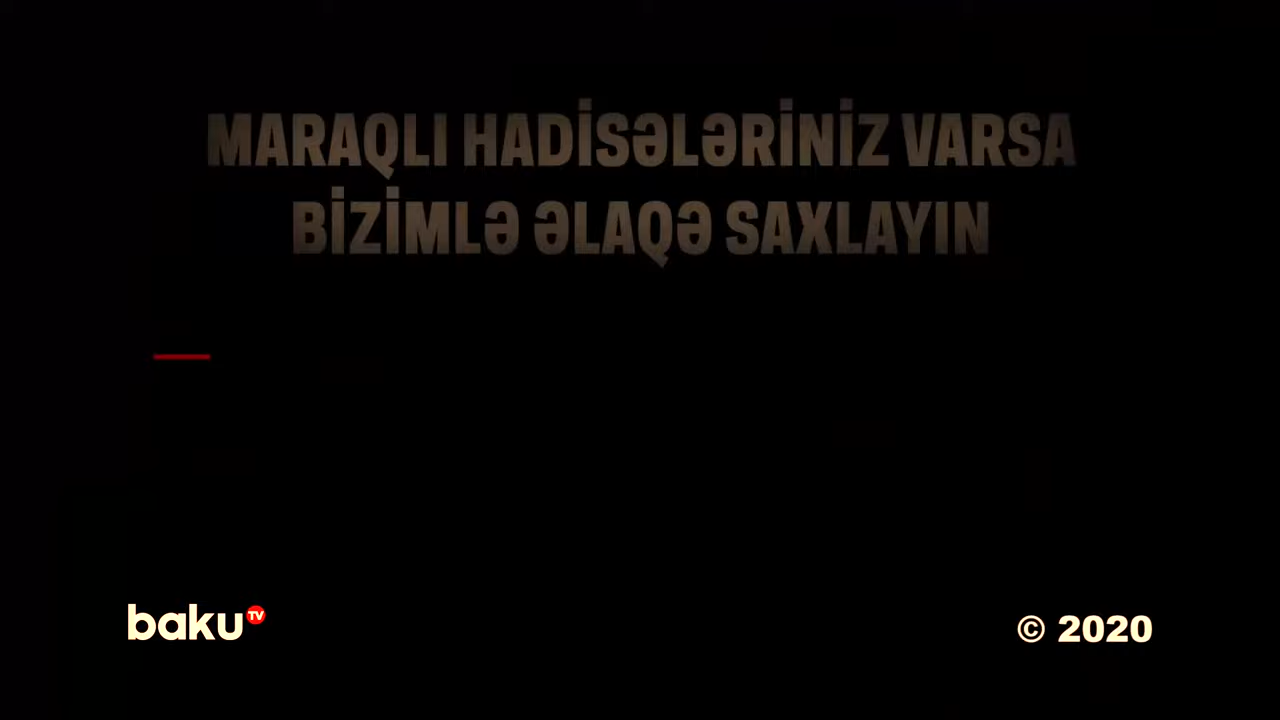 MARAQLI HADİSƏLƏRİNİZ VARSA
BİZİMLƏ ƏLAQƏ SAXLAYIN
baku TV
© 2020